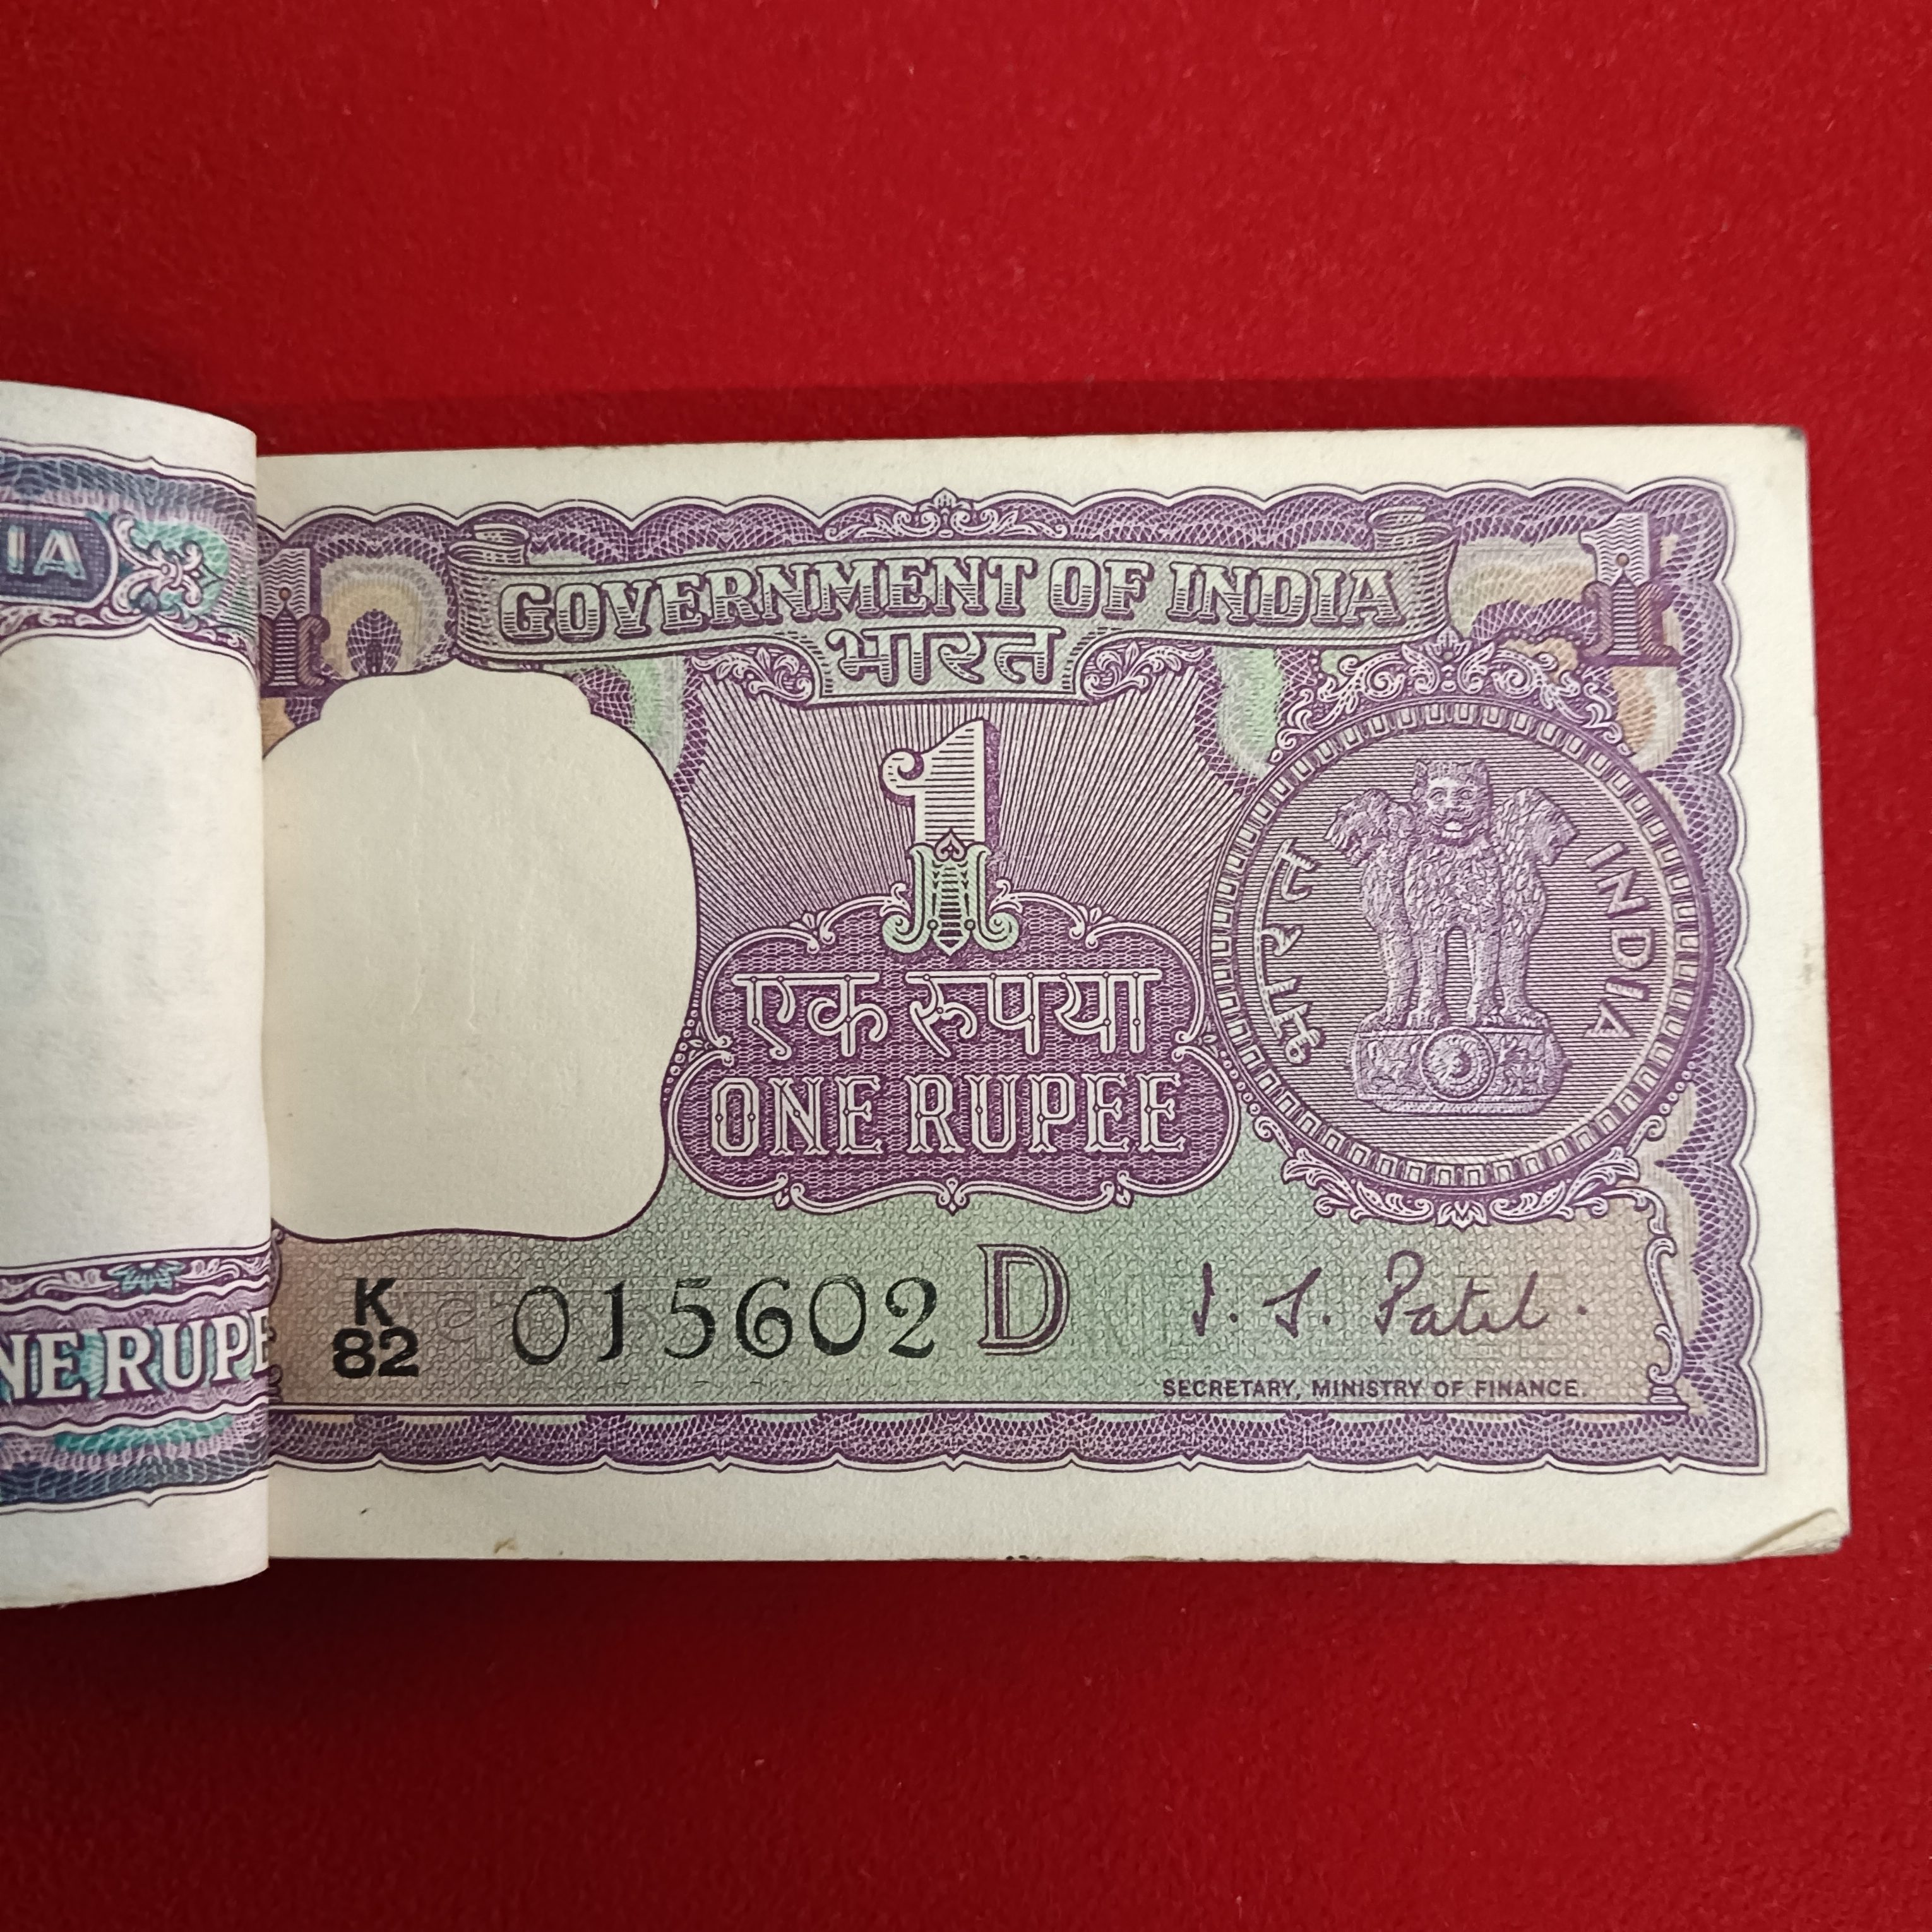 IA
NE RUPE
1 1
GOVERNMENT OF INDIA
भारत
1
एक रुपया
ONE RUPEE
भारत INDIA
K
82
015602 D
I. G. Patel.
SECRETARY, MINISTRY OF FINANCE.